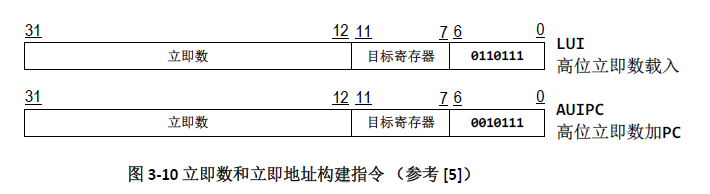 31 12 11 7 6 0
立即数 目标寄存器 0110111
LUI
高位立即数载入
31 12 11 7 6 0
立即数 目标寄存器 0010111
AUIPC
高位立即数加PC
图 3-10 立即数和立即地址构建指令 （参考 [5]）